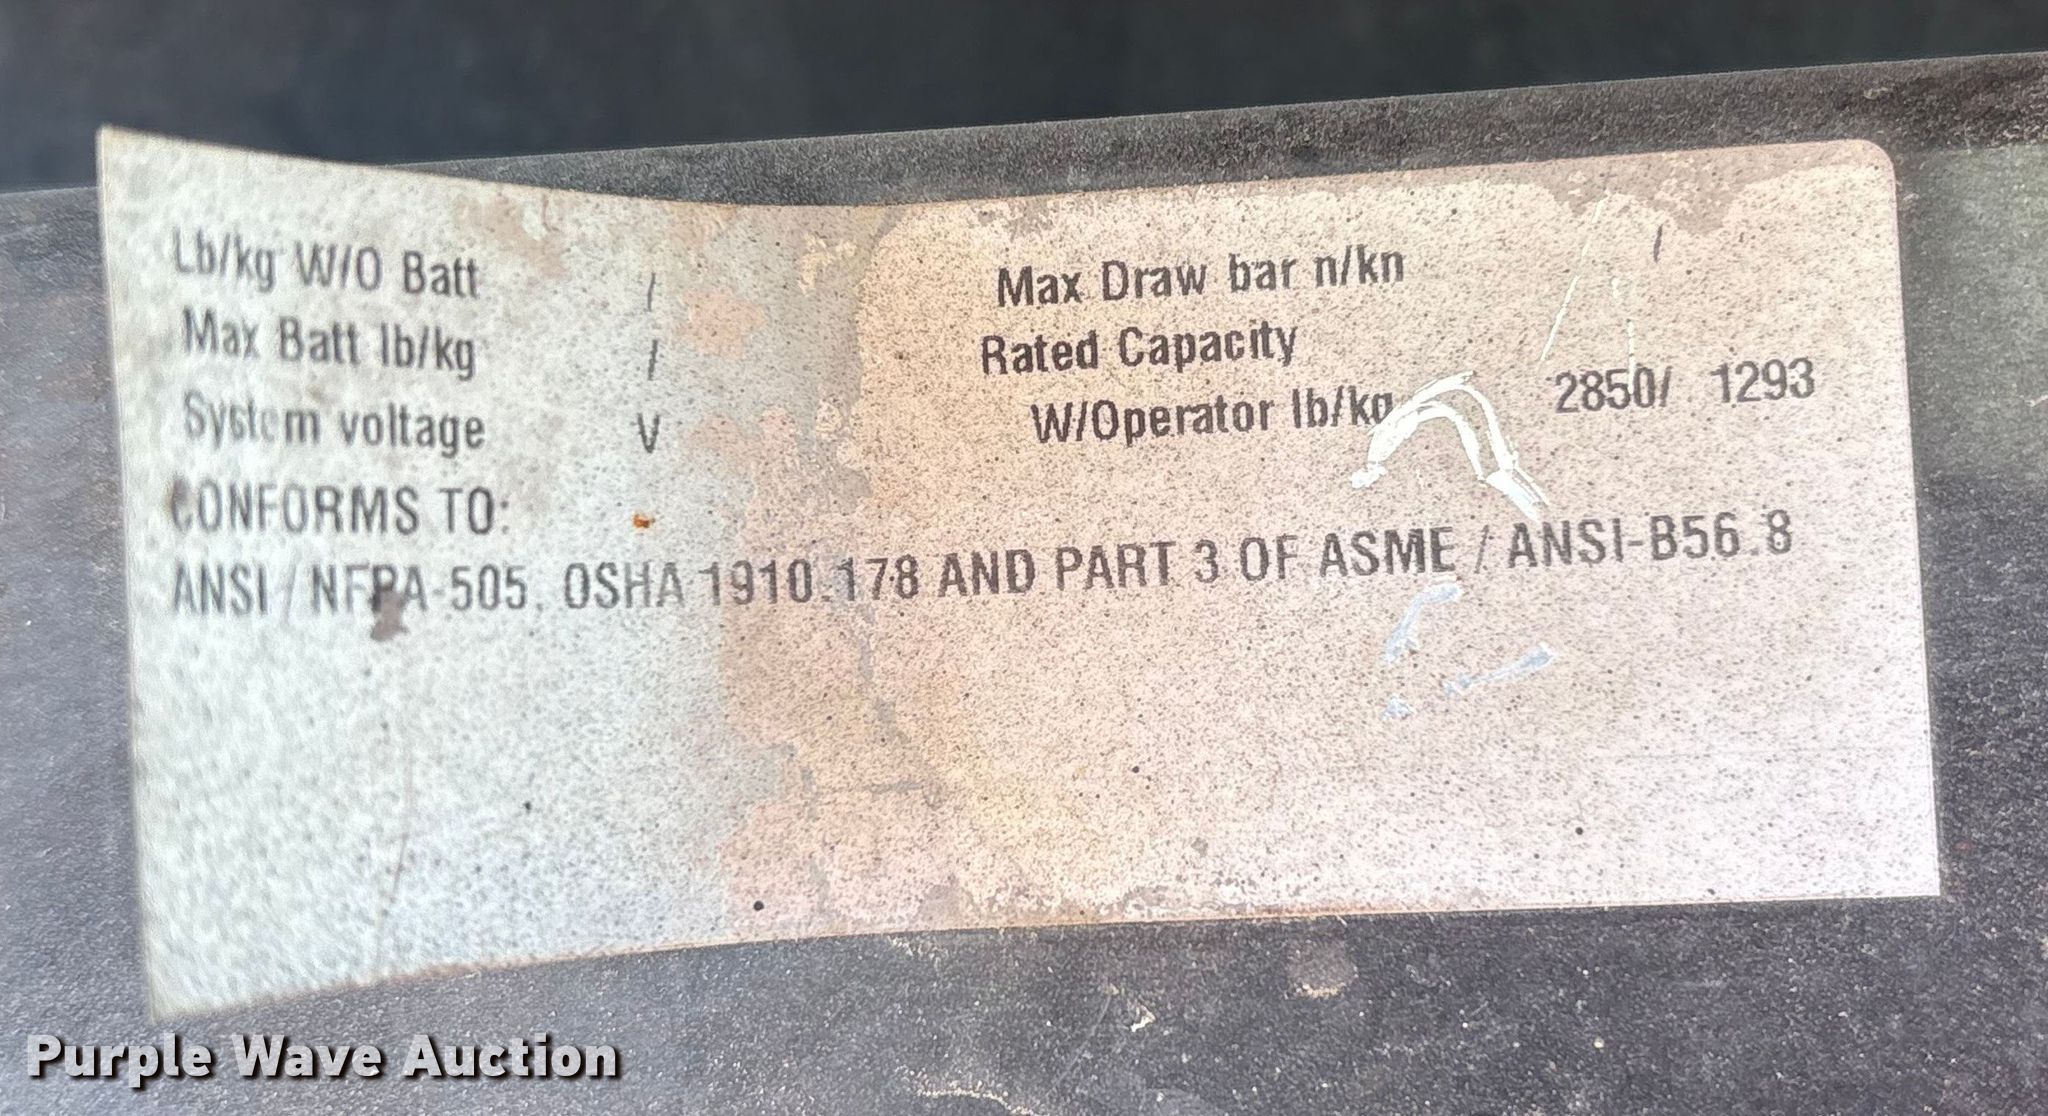 Lb/kg W/O Batt /
Max Batt lb/kg /
System voltage V
CONFORMS TO:
ANSI / NFPA-505, OSHA 1910.178 AND PART 3 OF ASME / ANSI-B56.8
Max Draw bar n/kn /
Rated Capacity
W/Operator lb/kg 2850/ 1293
Purple Wave Auction